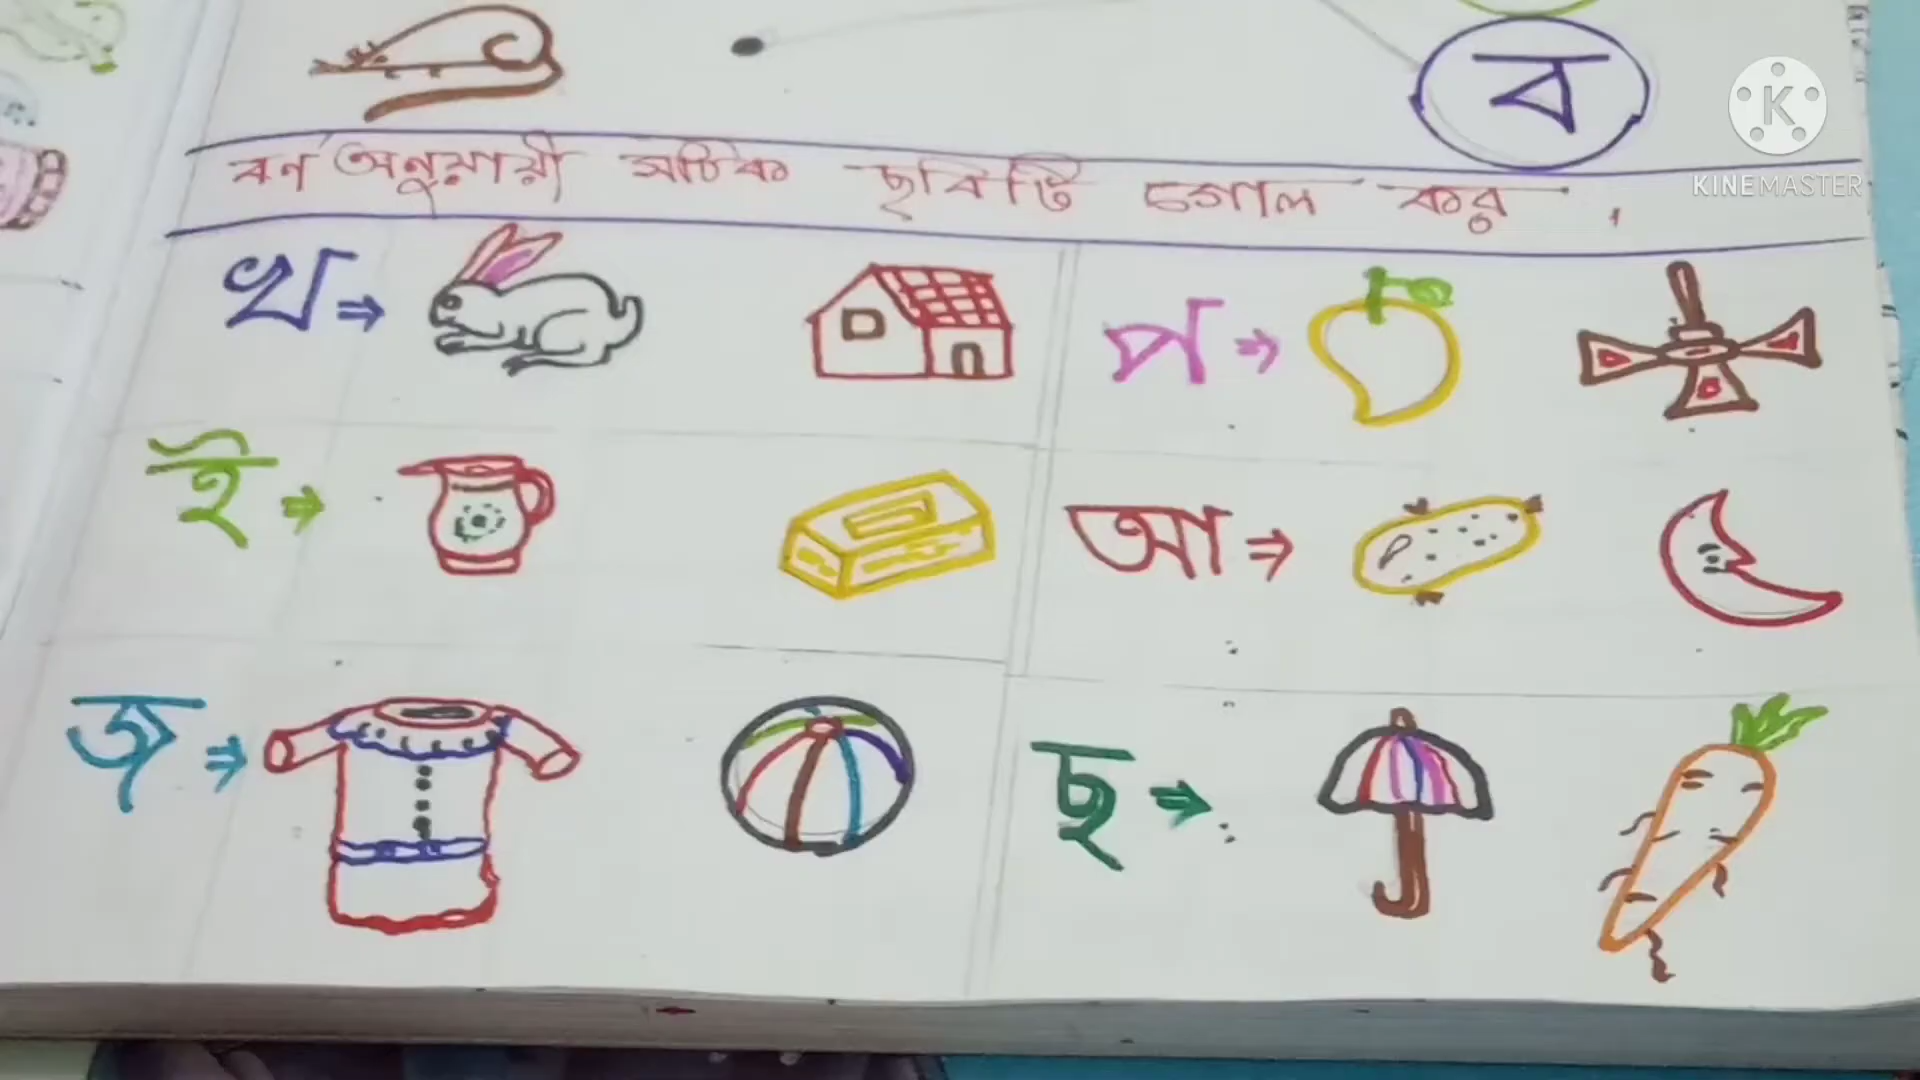 ব
K
KINEMASTER
বর্ণ অনুয়ায়ী সঠিক ছবিটি গোল কর ।
খ ⇒
প ⇒
ই ⇒
আ ⇒
জ ⇒
ছ ⇒